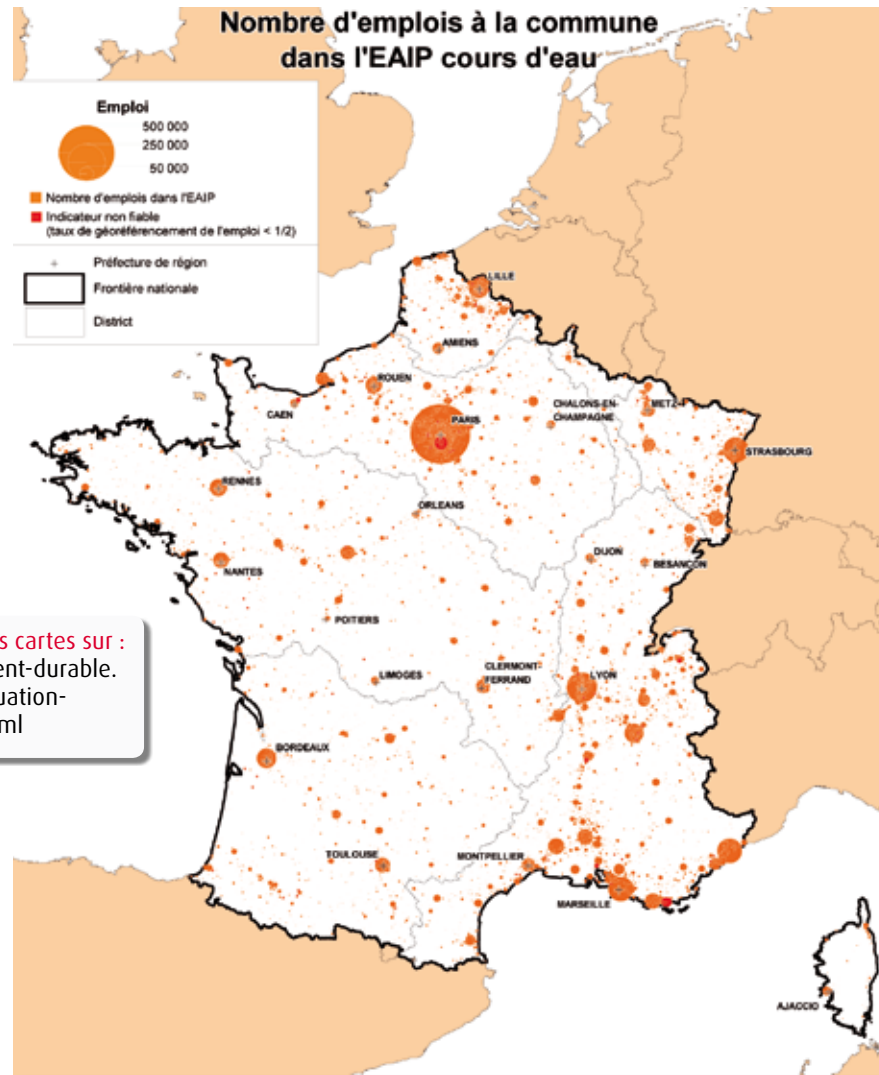 Nombre d'emplois à la commune
dans l'EAIP cours d'eau
Emploi
500 000
250 000
50 000
Nombre d'emplois dans l'EAIP
Indicateur non fiable
(taux de géoréférencement de l'emploi < 1/2)
Préfecture de région
Frontière nationale
District
LILLE
AMIENS
ROUEN
CAEN
CHALONS-EN-
CHAMPAGNE
METZ
PARIS
STRASBOURG
RENNES
ORLEANS
DIJON
BESANCON
NANTES
POITIERS
s cartes sur :
ent-durable.
uation-
ml
LIMOGES
CLERMONT-
FERRAND
LYON
BORDEAUX
TOULOUSE
MONTPELLIER
MARSEILLE
AJACCIO